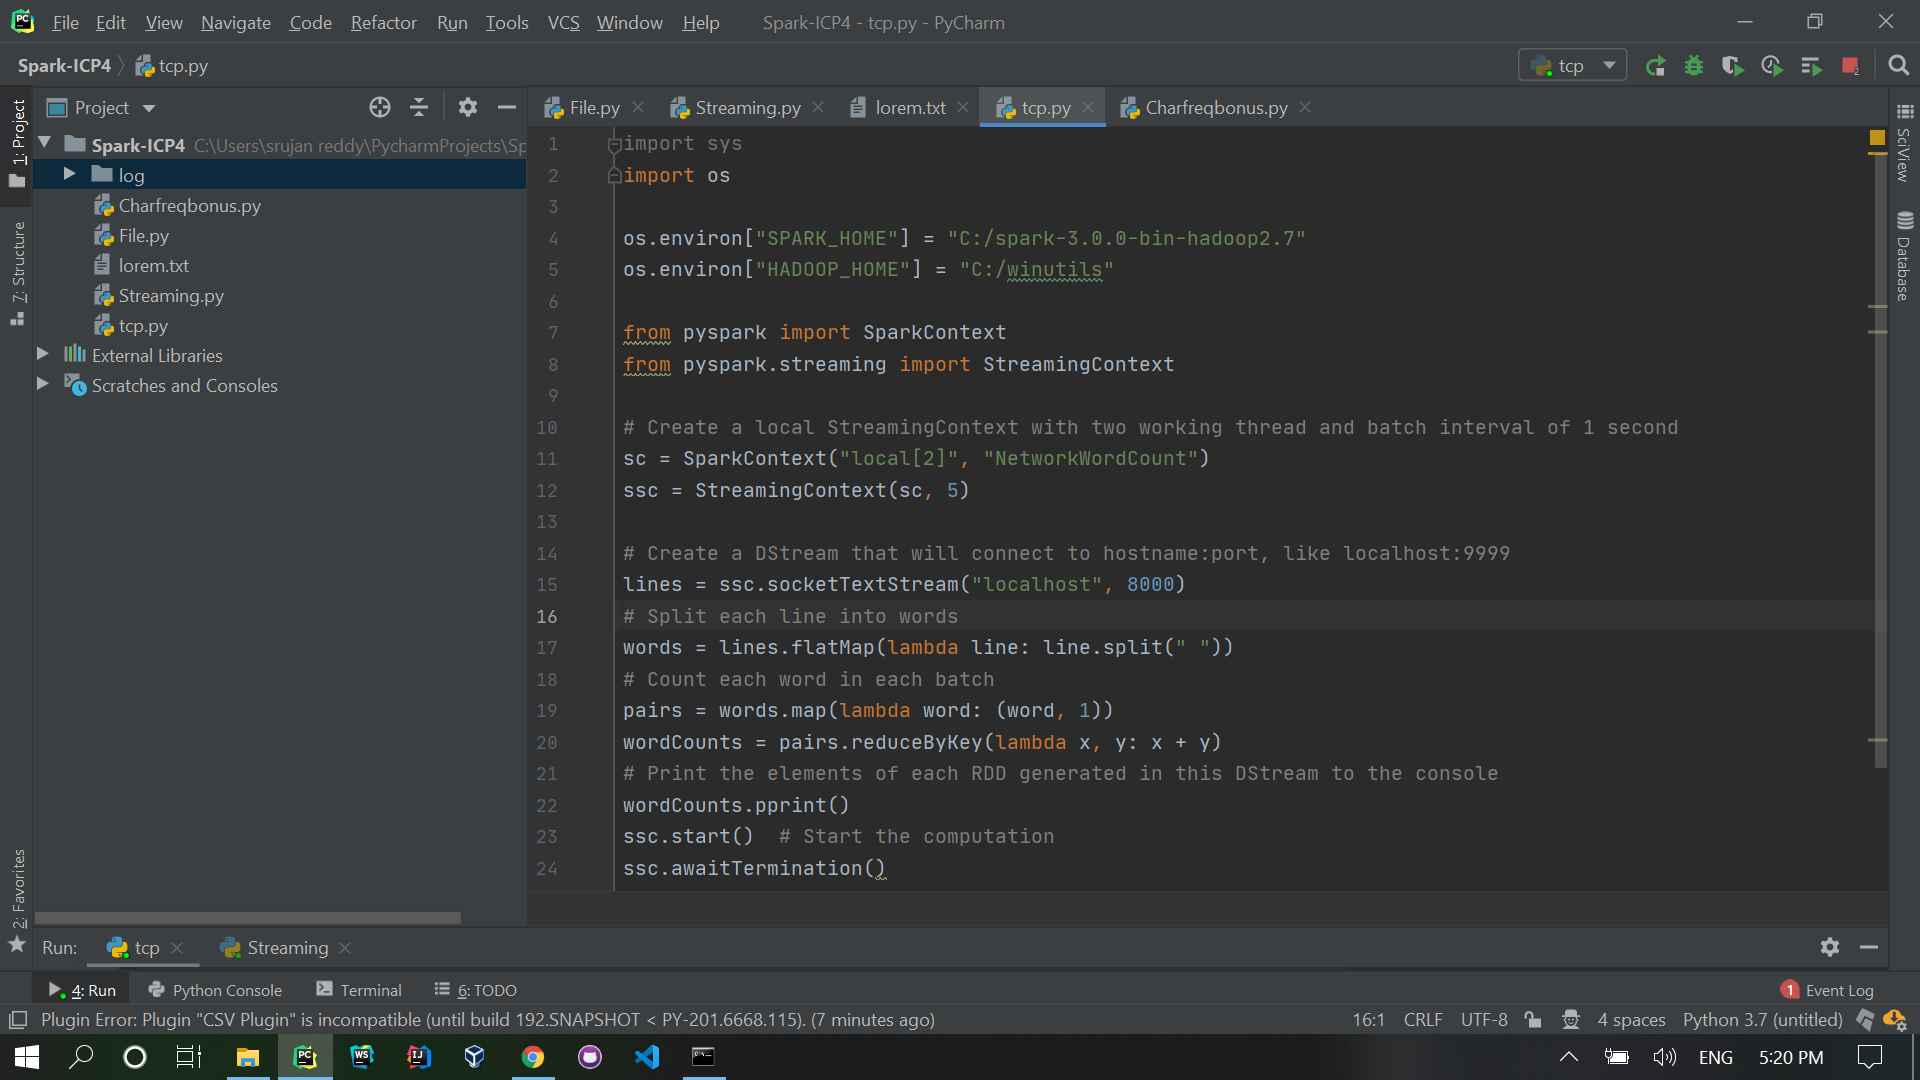 File Edit View Navigate Code Refactor Run Tools VCS Window Help Spark-ICP4 - tcp.py - PyCharm
Spark-ICP4 tcp.py
tcp
2
1: Project
7: Structure
2: Favorites
Project
Spark-ICP4 C:\Users\srujan reddy\PycharmProjects\Sp
log
Charfreqbonus.py
File.py
lorem.txt
Streaming.py
tcp.py
External Libraries
Scratches and Consoles
File.py Streaming.py lorem.txt tcp.py Charfreqbonus.py
1 import sys
2 import os
3
4 os.environ["SPARK_HOME"] = "C:/spark-3.0.0-bin-hadoop2.7"
5 os.environ["HADOOP_HOME"] = "C:/winutils"
6
7 from pyspark import SparkContext
8 from pyspark.streaming import StreamingContext
9
10 # Create a local StreamingContext with two working thread and batch interval of 1 second
11 sc = SparkContext("local[2]", "NetworkWordCount")
12 ssc = StreamingContext(sc, 5)
13
14 # Create a DStream that will connect to hostname:port, like localhost:9999
15 lines = ssc.socketTextStream("localhost", 8000)
16 # Split each line into words
17 words = lines.flatMap(lambda line: line.split(" "))
18 # Count each word in each batch
19 pairs = words.map(lambda word: (word, 1))
20 wordCounts = pairs.reduceByKey(lambda x, y: x + y)
21 # Print the elements of each RDD generated in this DStream to the console
22 wordCounts.pprint()
23 ssc.start()  # Start the computation
24 ssc.awaitTermination()
SciView
Database
Run: tcp Streaming
4: Run Python Console Terminal 6: TODO 1 Event Log
Plugin Error: Plugin "CSV Plugin" is incompatible (until build 192.SNAPSHOT < PY-201.6668.115). (7 minutes ago) 16:1 CRLF UTF-8 4 spaces Python 3.7 (untitled)
PC WS IJ ENG 5:20 PM